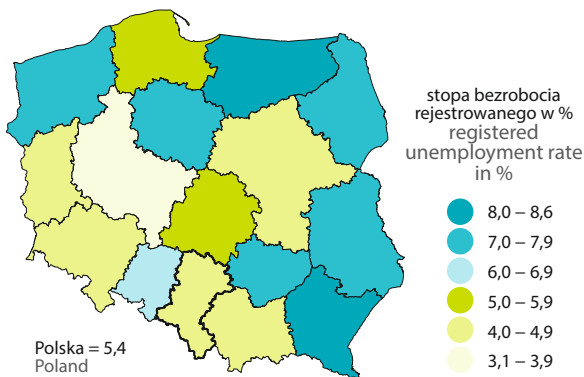 stopa bezrobocia
rejestrowanego w %
registered
unemployment rate
in %
8,0 – 8,6
7,0 – 7,9
6,0 – 6,9
5,0 – 5,9
4,0 – 4,9
3,1 – 3,9
Polska = 5,4
Poland